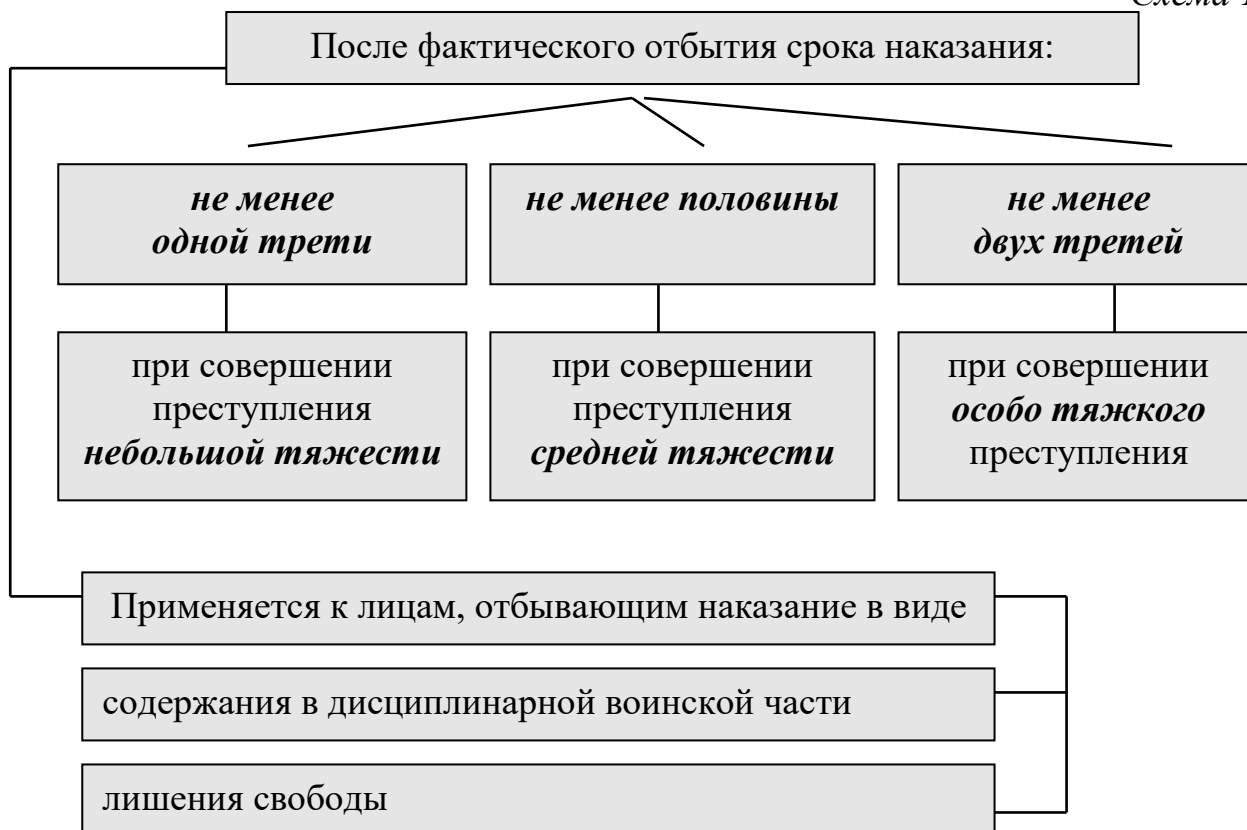 Схема 1
После фактического отбытия срока наказания:
не менее
одной трети
не менее половины
не менее
двух третей
при совершении
преступления
небольшой тяжести
при совершении
преступления
средней тяжести
при совершении
особо тяжкого
преступления
Применяется к лицам, отбывающим наказание в виде
содержания в дисциплинарной воинской части
лишения свободы